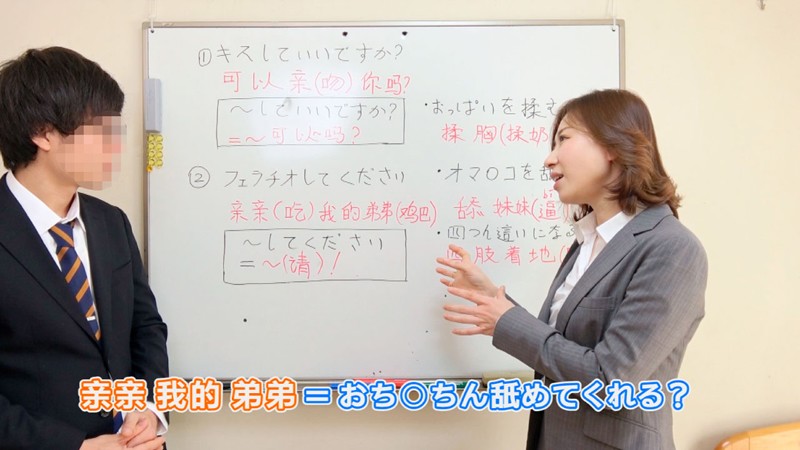 ①キスしていいですか?
可以亲(吻)你吗?
~していいですか?
=~可以吗?
②フェラチオしてください
亲亲(吃)我的弟弟(鸡巴)
~してください
=~(请)!
・おっぱいを揉
揉胸(揉奶
・オマ○コを舐
舔妹妹(逼)
・四つん這いにな
四肢着地(
亲亲 我的 弟弟=おち○ちん舐めてくれる?